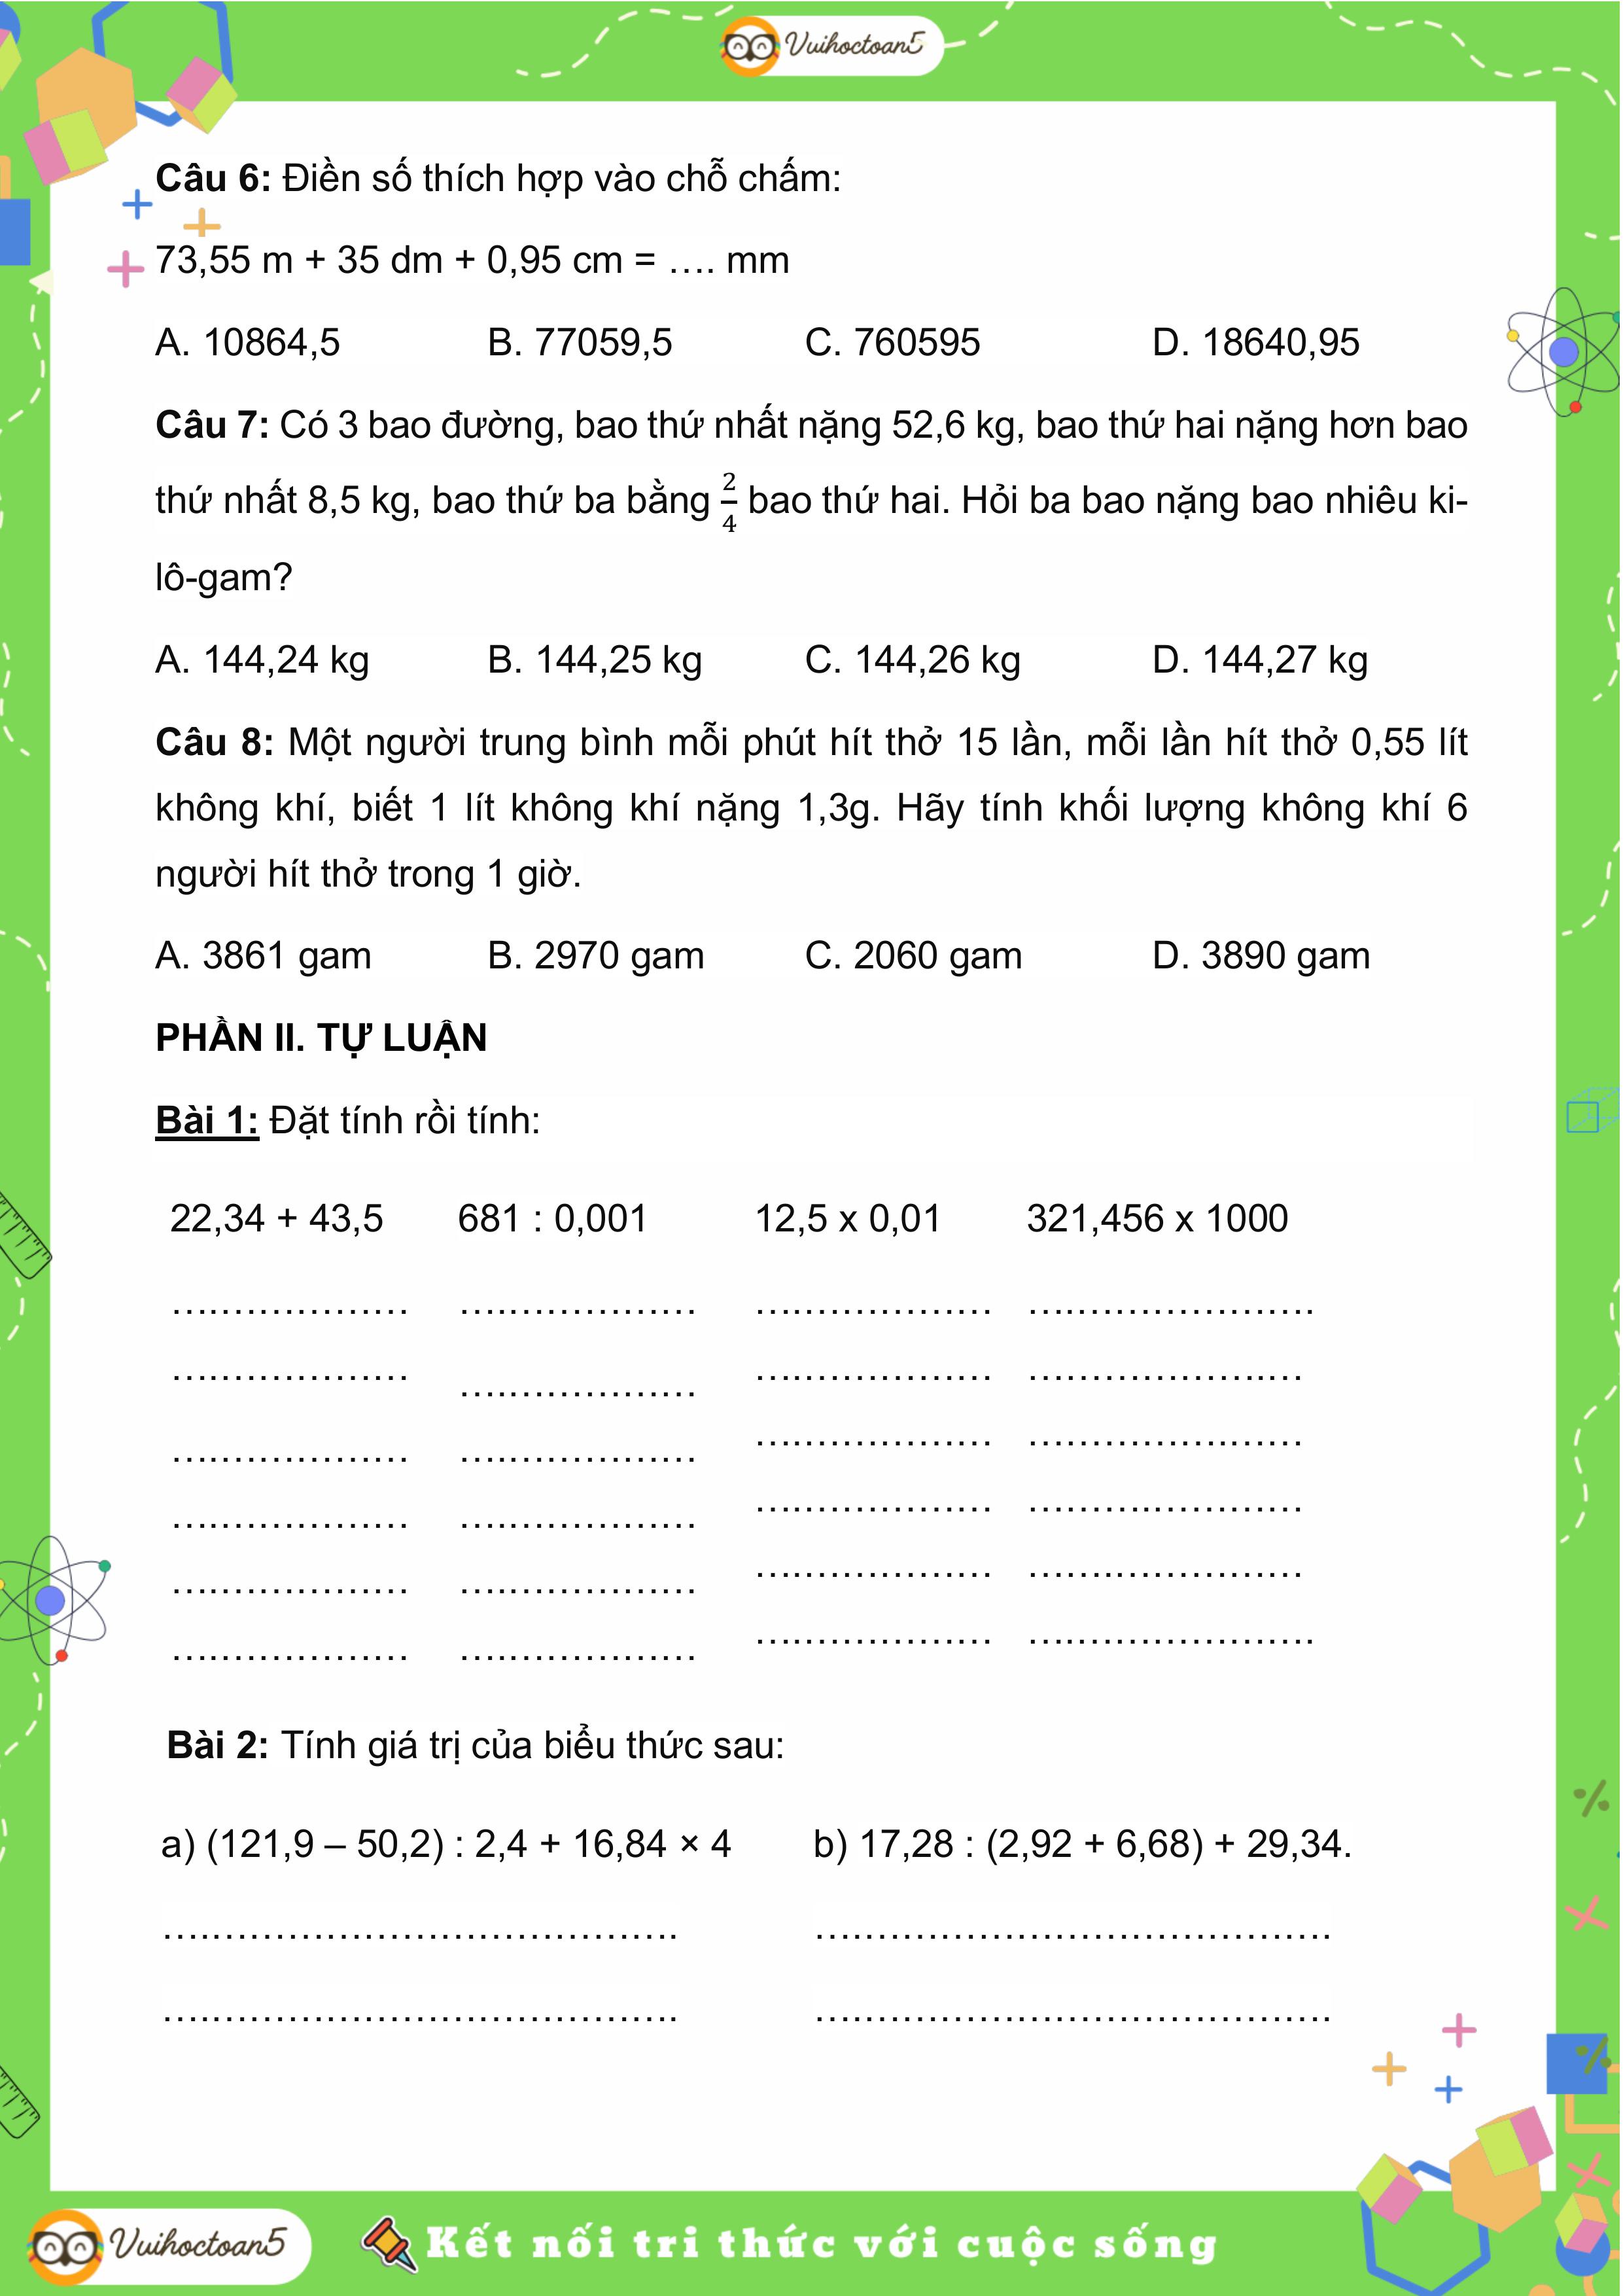 Vuihoctoan5
Câu 6: Điền số thích hợp vào chỗ chấm:
73,55 m + 35 dm + 0,95 cm = …. mm
A. 10864,5 B. 77059,5 C. 760595 D. 18640,95
Câu 7: Có 3 bao đường, bao thứ nhất nặng 52,6 kg, bao thứ hai nặng hơn bao
thứ nhất 8,5 kg, bao thứ ba bằng 2/4 bao thứ hai. Hỏi ba bao nặng bao nhiêu ki-
lô-gam?
A. 144,24 kg B. 144,25 kg C. 144,26 kg D. 144,27 kg
Câu 8: Một người trung bình mỗi phút hít thở 15 lần, mỗi lần hít thở 0,55 lít
không khí, biết 1 lít không khí nặng 1,3g. Hãy tính khối lượng không khí 6
người hít thở trong 1 giờ.
A. 3861 gam B. 2970 gam C. 2060 gam D. 3890 gam
PHẦN II. TỰ LUẬN
Bài 1: Đặt tính rồi tính:
22,34 + 43,5 681 : 0,001 12,5 x 0,01 321,456 x 1000
………………… ………………… ………………… …………………….
………………… ………………… ………………… ……………………
………………… ………………… ………………… ……………………
………………… ………………… ………………… ……………………
………………… ………………… ………………… ……………………
………………… ………………… ………………… …………………….
Bài 2: Tính giá trị của biểu thức sau:
a) (121,9 – 50,2) : 2,4 + 16,84 × 4 b) 17,28 : (2,92 + 6,68) + 29,34.
………………………………………. ……………………………………….
………………………………………. ……………………………………….
Vuihoctoan5 Kết nối tri thức với cuộc sống